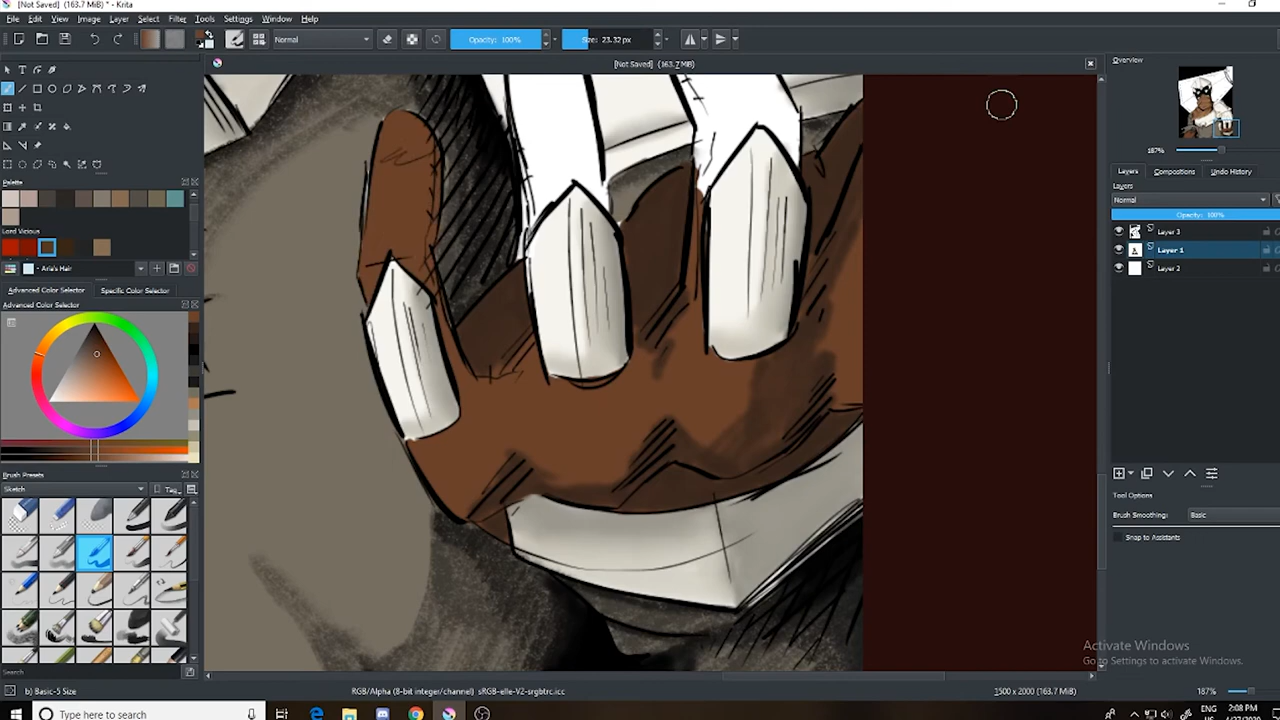 [Not Saved] (163.7 MiB) * - Krita
File Edit View Image Layer Select Filter Tools Settings Window Help
Normal Opacity: 100% Size: 23.32 px
[Not Saved] (163.7 MiB)
Overview
187%
Layers Compositions Undo History
Layers
Normal
Opacity: 100%
Layer 3
Layer 1
Layer 2
Palette
Lord Vicious
- Aria's Hair
Advanced Color Selector Specific Color Selector
Advanced Color Selector
Brush Presets
Sketch Tag
Search
Tool Options
Brush Smoothing: Basic
Snap to Assistants
Activate Windows
Go to Settings to activate Windows.
b) Basic-5 Size RGB/Alpha (8-bit integer/channel) sRGB-elle-V2-srgbtrc.icc 1500 x 2000 (163.7 MiB) 187%
Type here to search ENG 2:08 PM